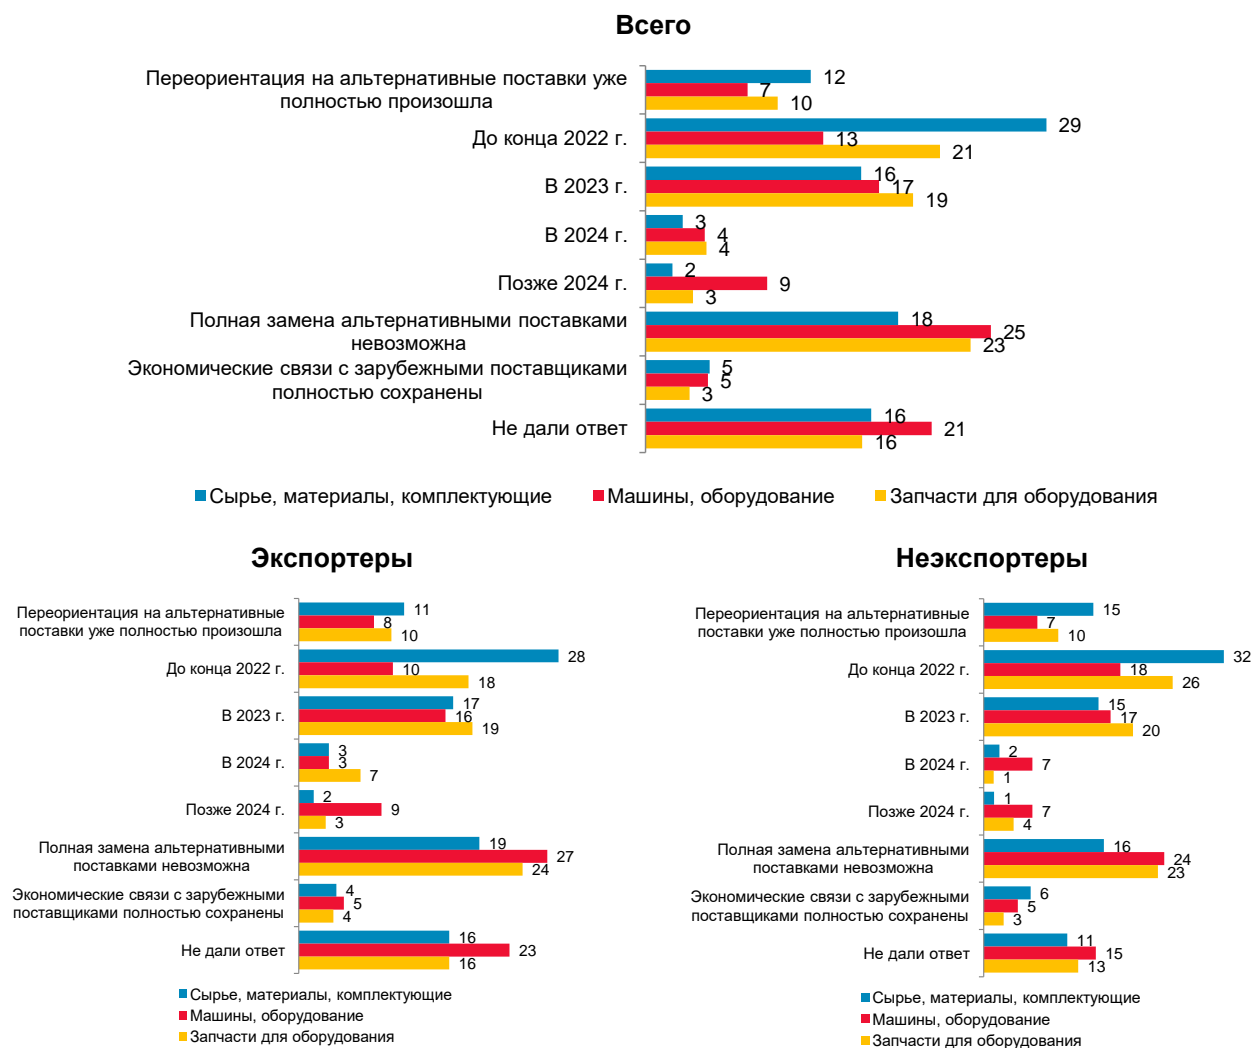 Всего
Переориентация на альтернативные поставки уже
полностью произошла
12
7
10
До конца 2022 г.
29
13
21
В 2023 г.
16
17
19
В 2024 г.
3
4
4
Позже 2024 г.
2
9
3
Полная замена альтернативными поставками
невозможна
18
25
23
Экономические связи с зарубежными поставщиками
полностью сохранены
5
5
3
Не дали ответ
16
21
16
Сырье, материалы, комплектующие
Машины, оборудование
Запчасти для оборудования
Экспортеры
Переориентация на альтернативные
поставки уже полностью произошла
11
8
10
До конца 2022 г.
28
10
18
В 2023 г.
17
16
19
В 2024 г.
3
3
7
Позже 2024 г.
2
9
3
Полная замена альтернативными
поставками невозможна
19
27
24
Экономические связи с зарубежными
поставщиками полностью сохранены
4
5
4
Не дали ответ
16
23
16
Сырье, материалы, комплектующие
Машины, оборудование
Запчасти для оборудования
Неэкспортеры
Переориентация на альтернативные
поставки уже полностью произошла
15
7
10
До конца 2022 г.
32
18
26
В 2023 г.
15
17
20
В 2024 г.
2
7
1
Позже 2024 г.
1
7
4
Полная замена альтернативными
поставками невозможна
16
24
23
Экономические связи с зарубежными
поставщиками полностью сохранены
6
5
3
Не дали ответ
11
15
13
Сырье, материалы, комплектующие
Машины, оборудование
Запчасти для оборудования